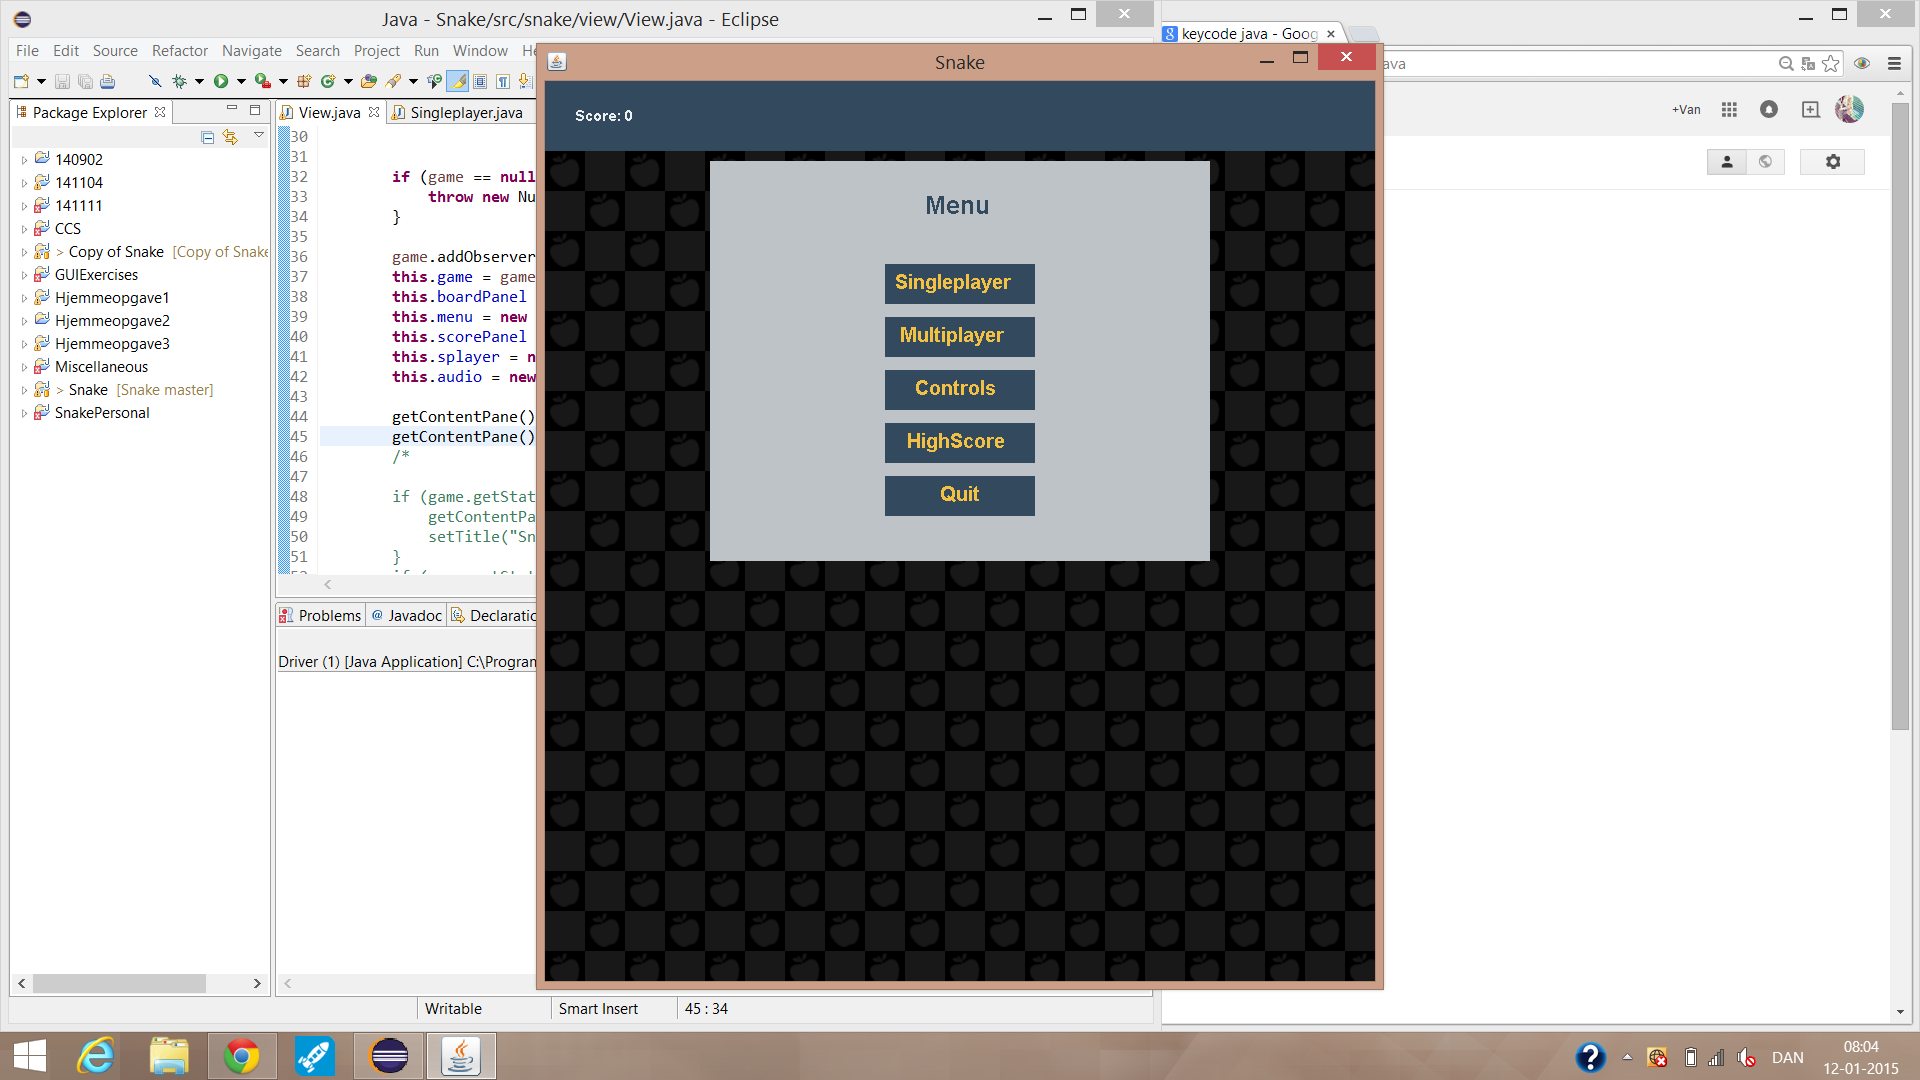 Java - Snake/src/snake/view/View.java - Eclipse
File Edit Source Refactor Navigate Search Project Run Window He
keycode java - Goog
ava
+Van
Package Explorer
140902
141104
141111
CCS
> Copy of Snake [Copy of Snake
GUIExercises
Hjemmeopgave1
Hjemmeopgave2
Hjemmeopgave3
Miscellaneous
> Snake [Snake master]
SnakePersonal
View.java
Singleplayer.java
30
31
32 if (game == null
33 throw new Nu
34 }
35
36 game.addObserver
37 this.game = game
38 this.boardPanel
39 this.menu = new
40 this.scorePanel
41 this.splayer = n
42 this.audio = new
43
44 getContentPane()
45 getContentPane()
46 /*
47
48 if (game.getStat
49 getContentPa
50 setTitle("Sn
51 }
Problems @ Javadoc Declaratio
Driver (1) [Java Application] C:\Program
Writable Smart Insert 45 : 34
Snake
Score: 0
Menu
Singleplayer
Multiplayer
Controls
HighScore
Quit
DAN
08:04
12-01-2015